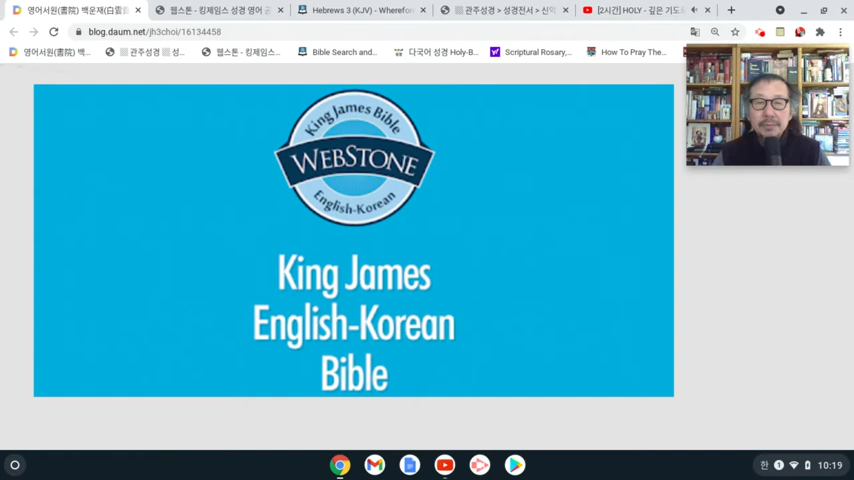 영어서원(書院) 백운재(白雲
웹스톤 - 킹제임스 성경 영어 공
Hebrews 3 (KJV) - Wherefor
관주성경 > 성경전서 > 신약
[2시간] HOLY - 깊은 기도
blog.daum.net/jh3choi/16134458
영어서원(書院) 백...
관주성경 성...
웹스톤 - 킹제임스...
Bible Search and...
다국어 성경 Holy-B...
Scriptural Rosary,...
How To Pray The...
King James Bible
WEBSTONE
English-Korean
King James
English-Korean
Bible
한
1
10:19